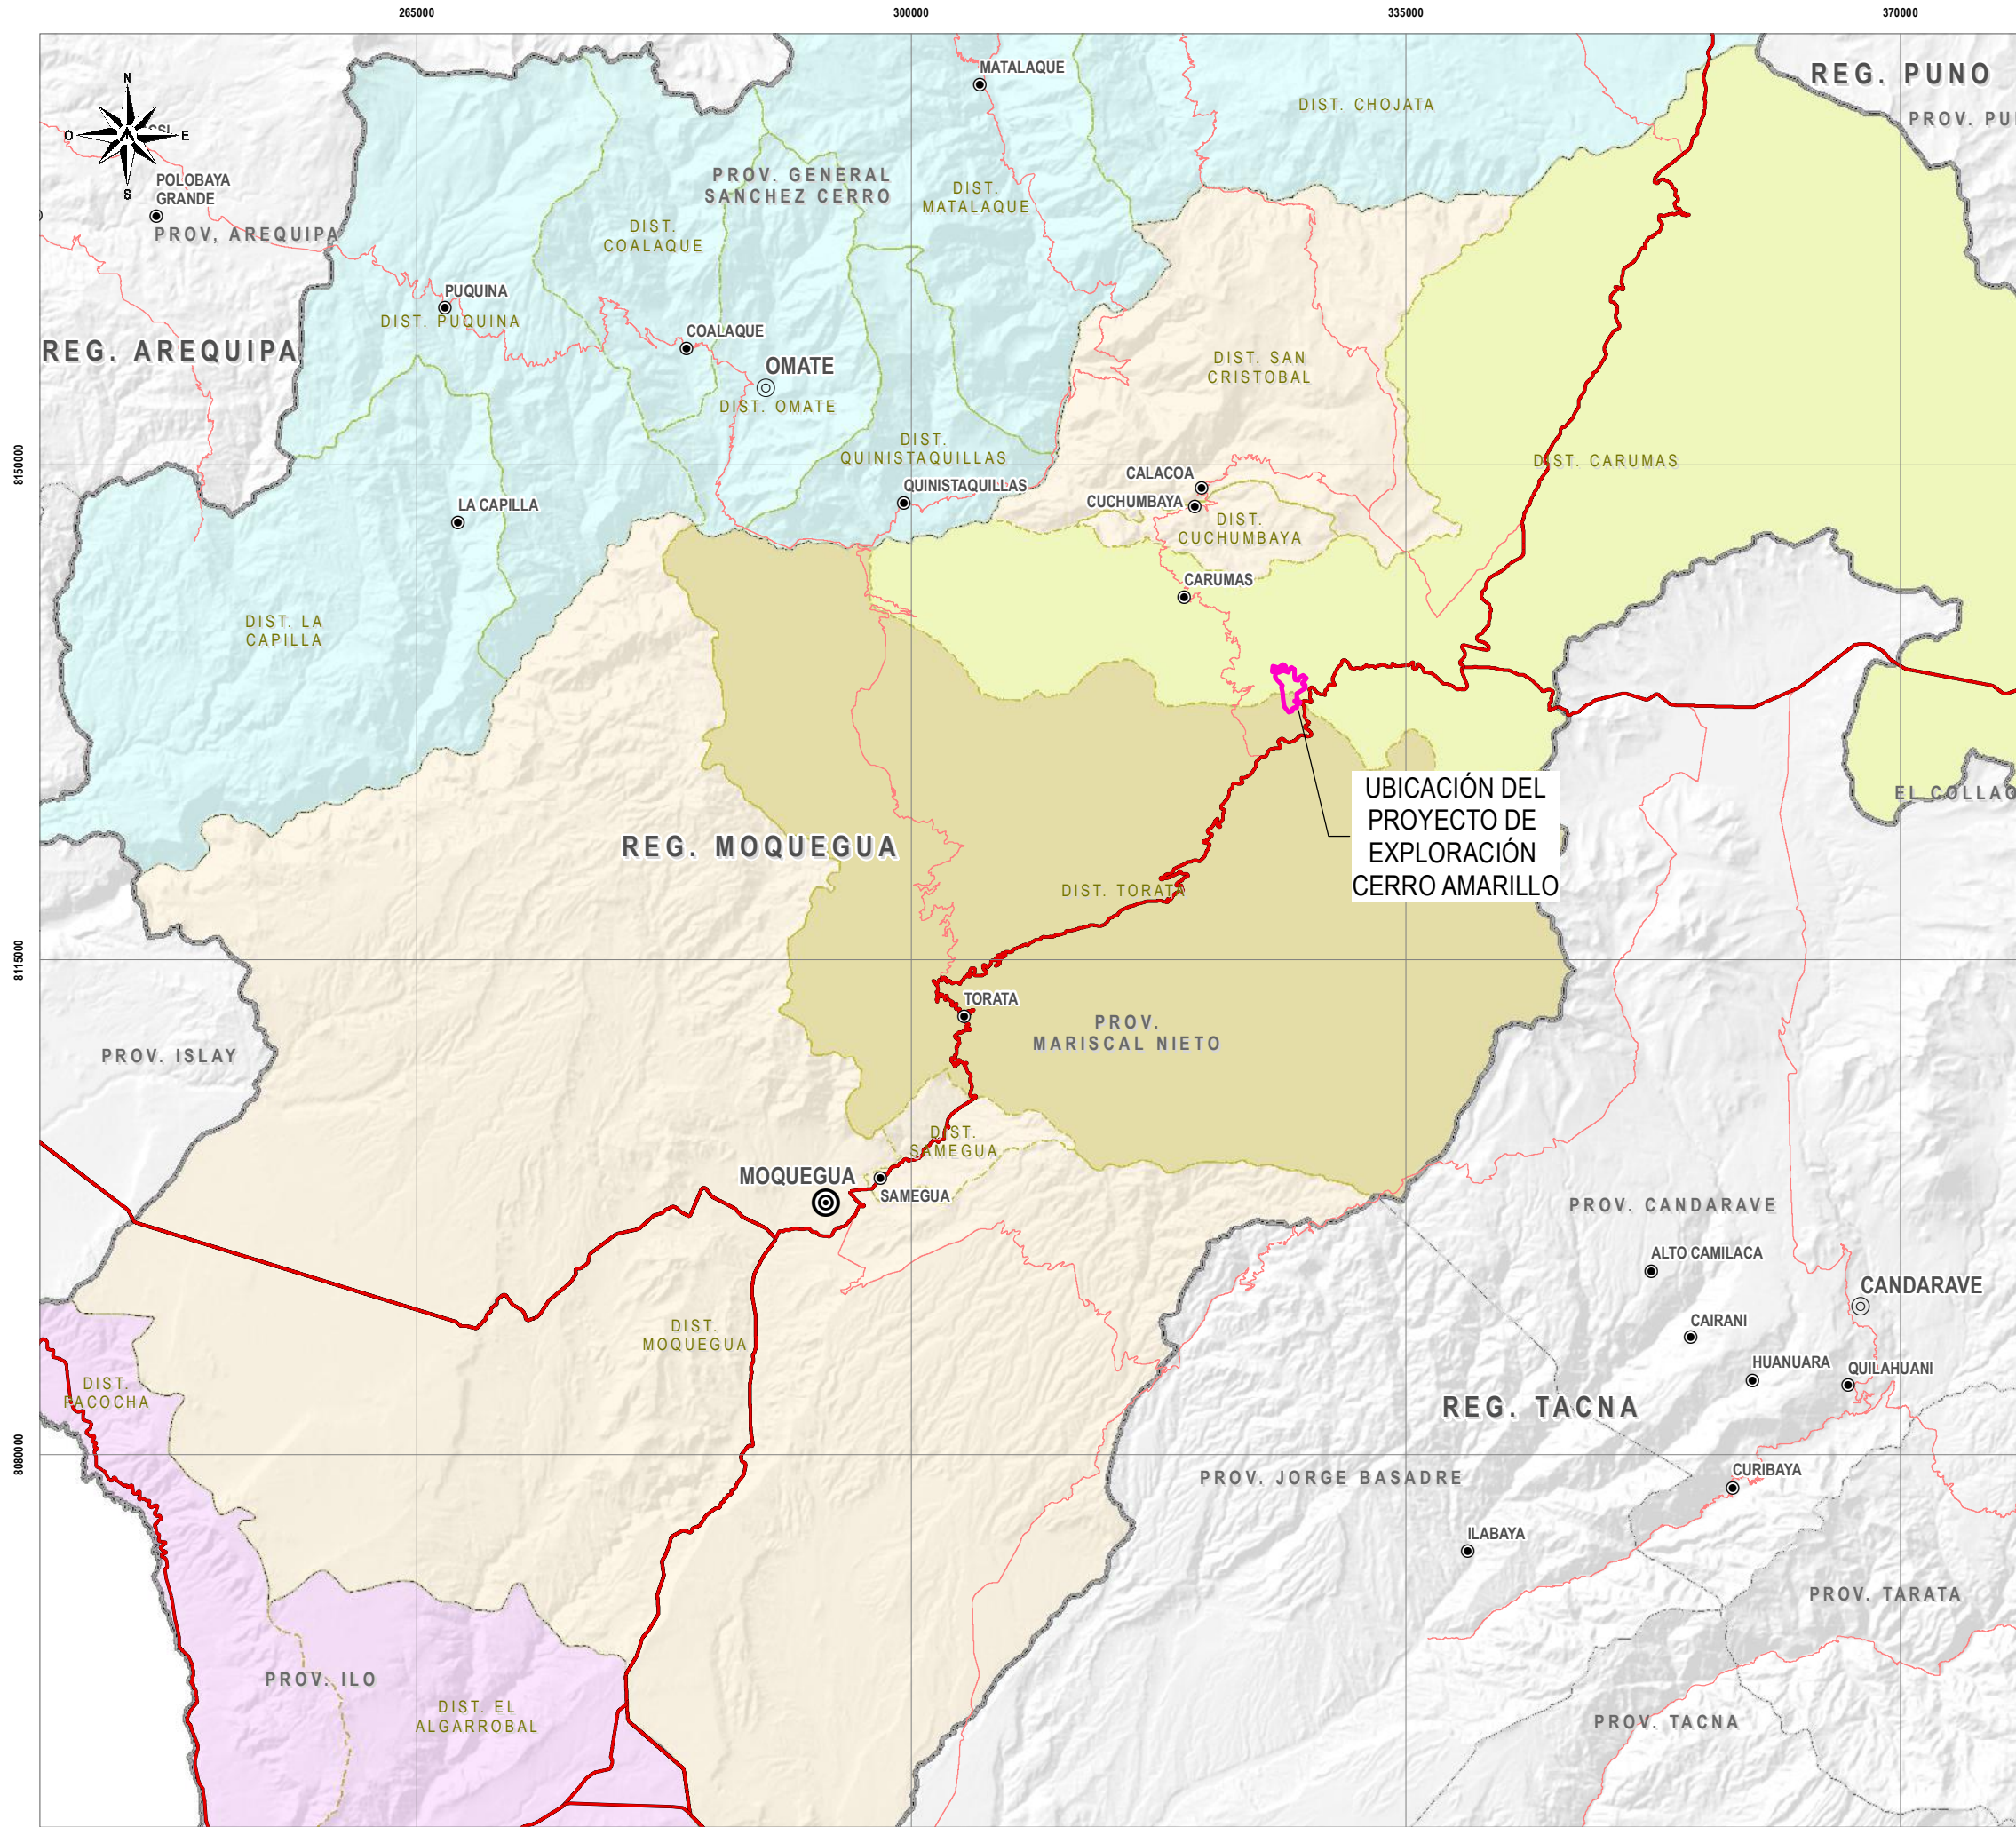 265000
300000
335000
370000
MATALAQUE
REG. PUNO
DIST. CHOJATA
N
O
E
S
POLOBAYA
GRANDE
PROV. GENERAL
SANCHEZ CERRO
DIST.
MATALAQUE
PROV, AREQUIPA
DIST.
COALAQUE
PUQUINA
DIST. PUQUINA
COALAQUE
REG. AREQUIPA
OMATE
DIST. OMATE
DIST. SAN
CRISTOBAL
8150000
DIST.
QUINISTAQUILLAS
DIST. CARUMAS
CALACOA
QUINISTAQUILLAS
CUCHUMBAYA
LA CAPILLA
DIST.
CUCHUMBAYA
CARUMAS
DIST. LA
CAPILLA
UBICACIÓN DEL
PROYECTO DE
EXPLORACIÓN
CERRO AMARILLO
EL COLLAO
REG. MOQUEGUA
DIST. TORATA
8115000
TORATA
PROV.
MARISCAL NIETO
PROV. ISLAY
DIST.
SAMEGUA
MOQUEGUA
SAMEGUA
PROV. CANDARAVE
ALTO CAMILACA
CANDARAVE
CAIRANI
DIST.
MOQUEGUA
HUANUARA
QUILAHUANI
DIST.
PACOCHA
REG. TACNA
8080000
PROV. JORGE BASADRE
CURIBAYA
ILABAYA
PROV. TARATA
PROV. ILO
DIST. EL
ALGARROBAL
PROV. TACNA